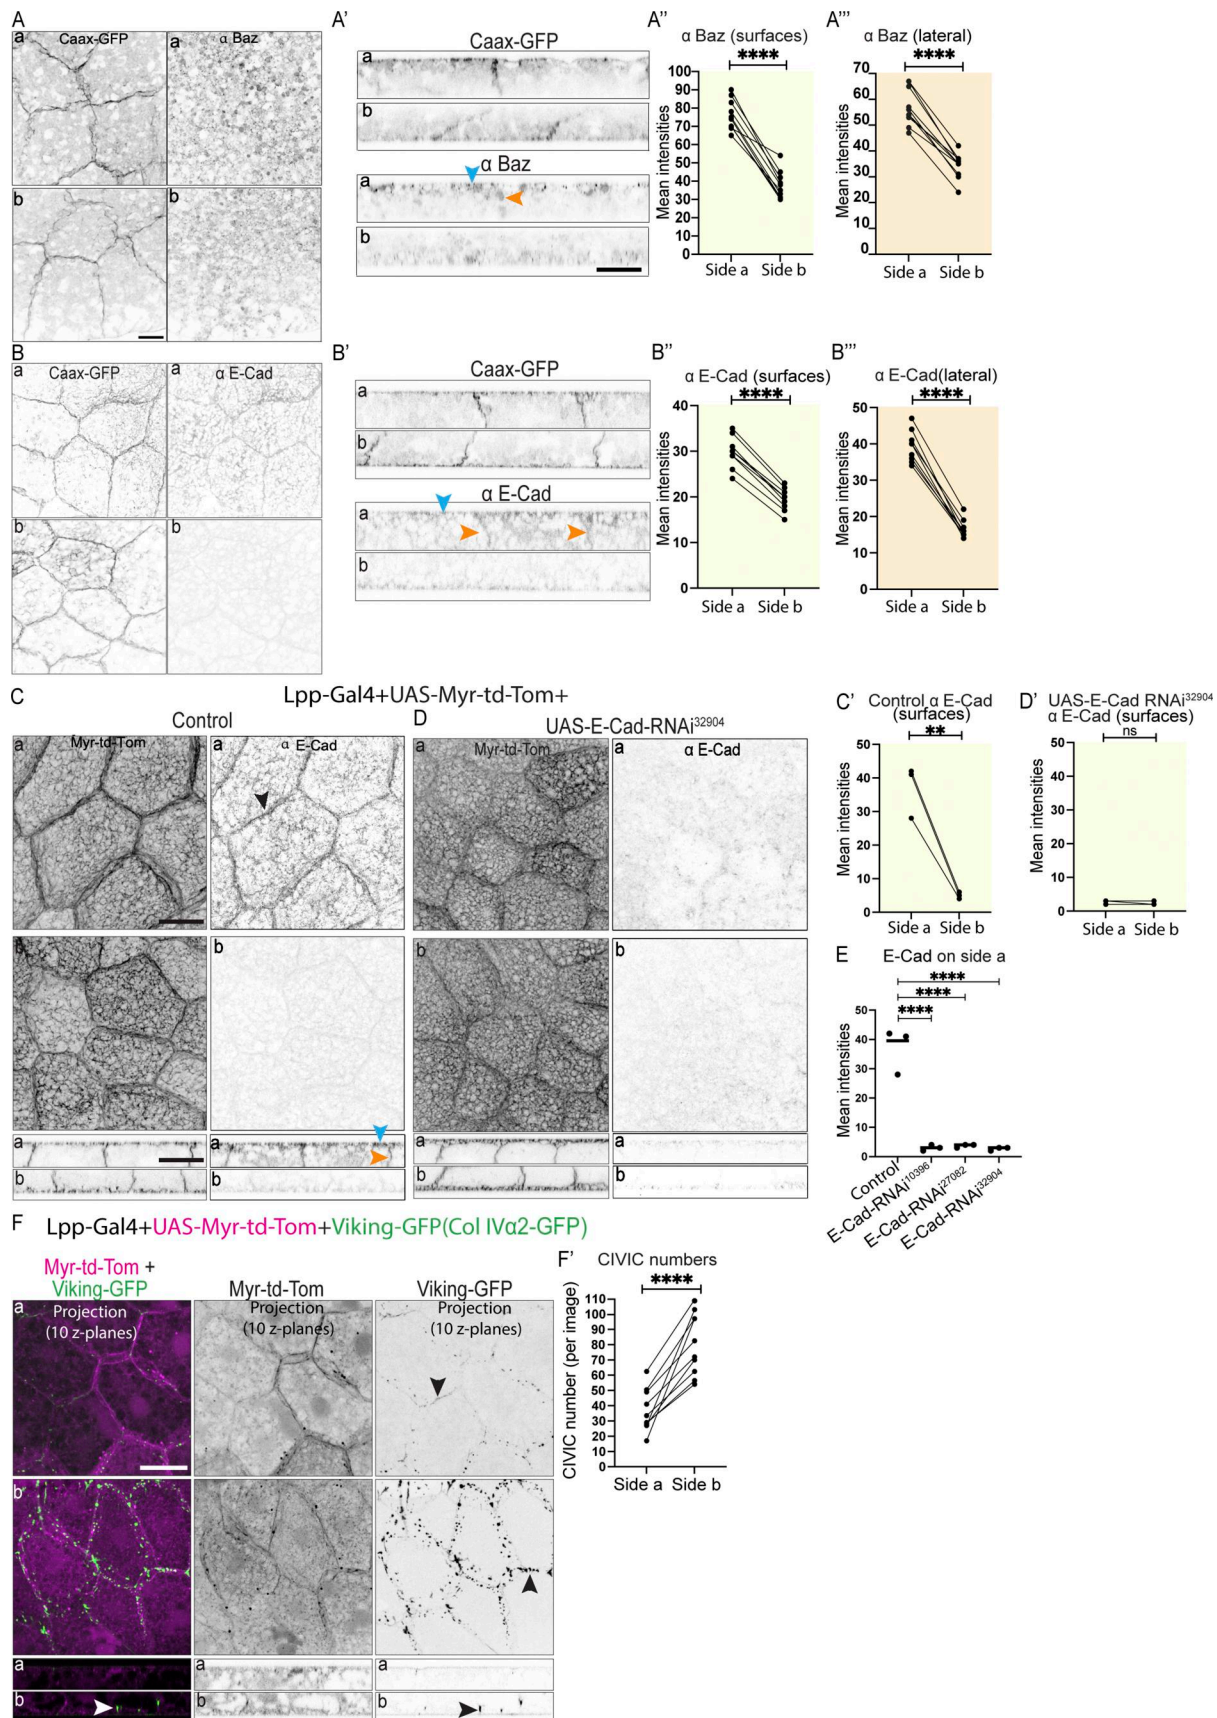 A
a
Caax-GFP
a
α Baz
b
b
A'
Caax-GFP
a
b
α Baz
a
b
A''
α Baz (surfaces)
****
Mean intensities
100
90
80
70
60
50
40
30
20
10
0
Side a
Side b
A'''
α Baz (lateral)
****
Mean intensities
70
60
50
40
30
20
10
0
Side a
Side b
B
a
Caax-GFP
a
α E-Cad
b
b
B'
Caax-GFP
a
b
α E-Cad
a
b
B''
α E-Cad (surfaces)
****
Mean intensities
40
30
20
10
0
Side a
Side b
B'''
α E-Cad(lateral)
****
Mean intensities
50
40
30
20
10
0
Side a
Side b
Lpp-Gal4+UAS-Myr-td-Tom+
C
Control
a
Myr-td-Tom
a
α E-Cad
b
b
a
a
b
b
D
UAS-E-Cad-RNAi32904
a
Myr-td-Tom
a
α E-Cad
b
b
a
a
b
b
C'
Control α E-Cad
(surfaces)
**
Mean intensities
50
40
30
20
10
0
Side a
Side b
D'
UAS-E-Cad RNAi32904
α E-Cad (surfaces)
ns
Mean intensities
50
40
30
20
10
0
Side a
Side b
E
E-Cad on side a
****
****
****
Mean intensities
50
40
30
20
10
0
Control
E-Cad-RNAi10396
E-Cad-RNAi27082
E-Cad-RNAi32904
F
Lpp-Gal4+UAS-Myr-td-Tom+Viking-GFP(Col IVα2-GFP)
Myr-td-Tom +
Viking-GFP
Myr-td-Tom
Viking-GFP
a
Projection
(10 z-planes)
Projection
(10 z-planes)
Projection
(10 z-planes)
b
a
a
a
b
b
b
F'
CIVIC numbers
****
CIVIC number (per image)
110
100
90
80
70
60
50
40
30
20
10
0
Side a
Side b